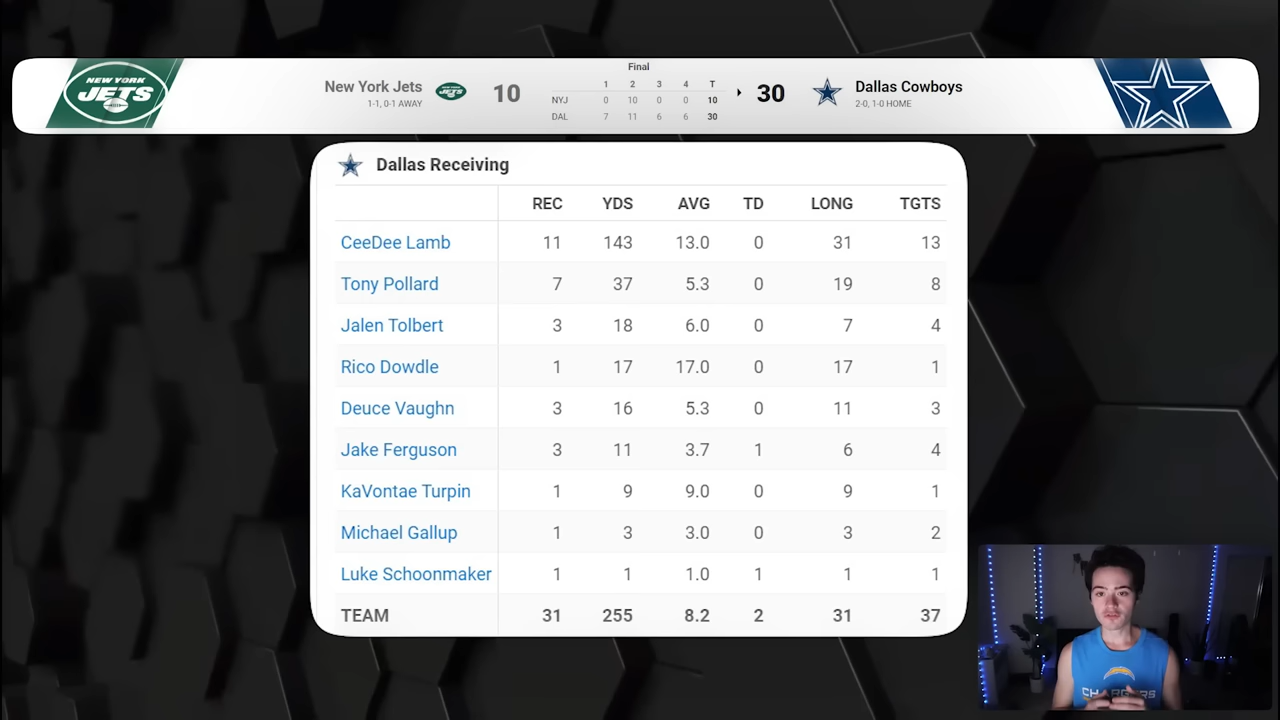 Final
NEW YORK
JETS
New York Jets
1-1, 0-1 AWAY
JETS
10
1 2 3 4 T
NYJ 0 10 0 0 10
DAL 7 11 6 6 30
30
Dallas Cowboys
2-0, 1-0 HOME
Dallas Receiving
REC YDS AVG TD LONG TGTS
CeeDee Lamb 11 143 13.0 0 31 13
Tony Pollard 7 37 5.3 0 19 8
Jalen Tolbert 3 18 6.0 0 7 4
Rico Dowdle 1 17 17.0 0 17 1
Deuce Vaughn 3 16 5.3 0 11 3
Jake Ferguson 3 11 3.7 1 6 4
KaVontae Turpin 1 9 9.0 0 9 1
Michael Gallup 1 3 3.0 0 3 2
Luke Schoonmaker 1 1 1.0 1 1 1
TEAM 31 255 8.2 2 31 37
CHARGERS